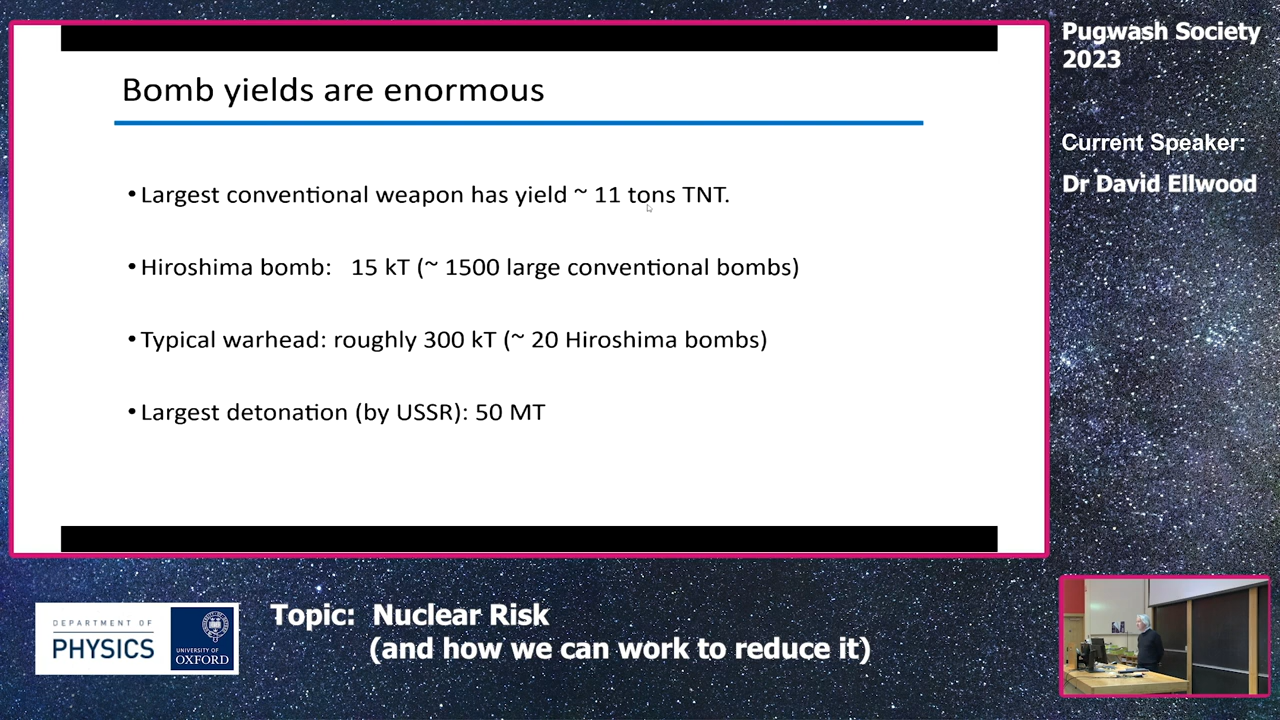 Bomb yields are enormous
• Largest conventional weapon has yield ~ 11 tons TNT.
• Hiroshima bomb: 15 kT (~ 1500 large conventional bombs)
• Typical warhead: roughly 300 kT (~ 20 Hiroshima bombs)
• Largest detonation (by USSR): 50 MT
Pugwash Society
2023
Current Speaker:
Dr David Ellwood
DEPARTMENT OF
PHYSICS
UNIVERSITY OF
OXFORD
Topic: Nuclear Risk
(and how we can work to reduce it)